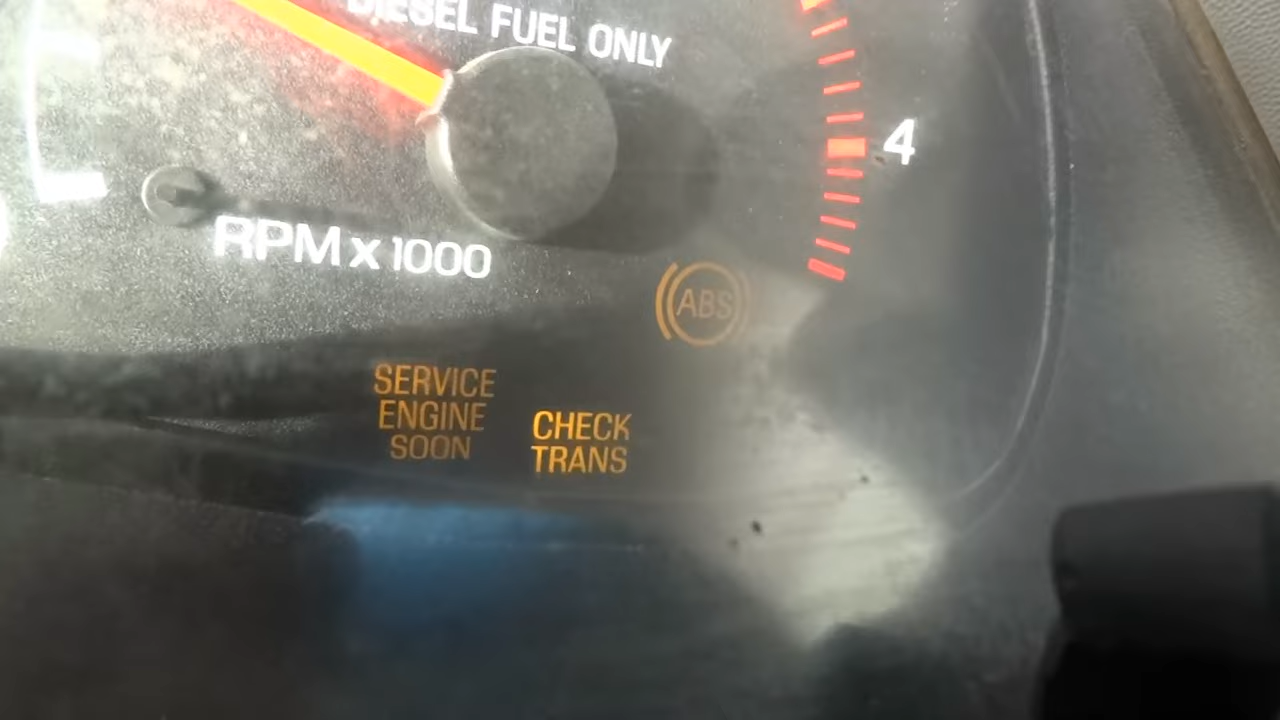 DIESEL FUEL ONLY
4
RPM x 1000
ABS
SERVICE
ENGINE
SOON
CHECK
TRANS